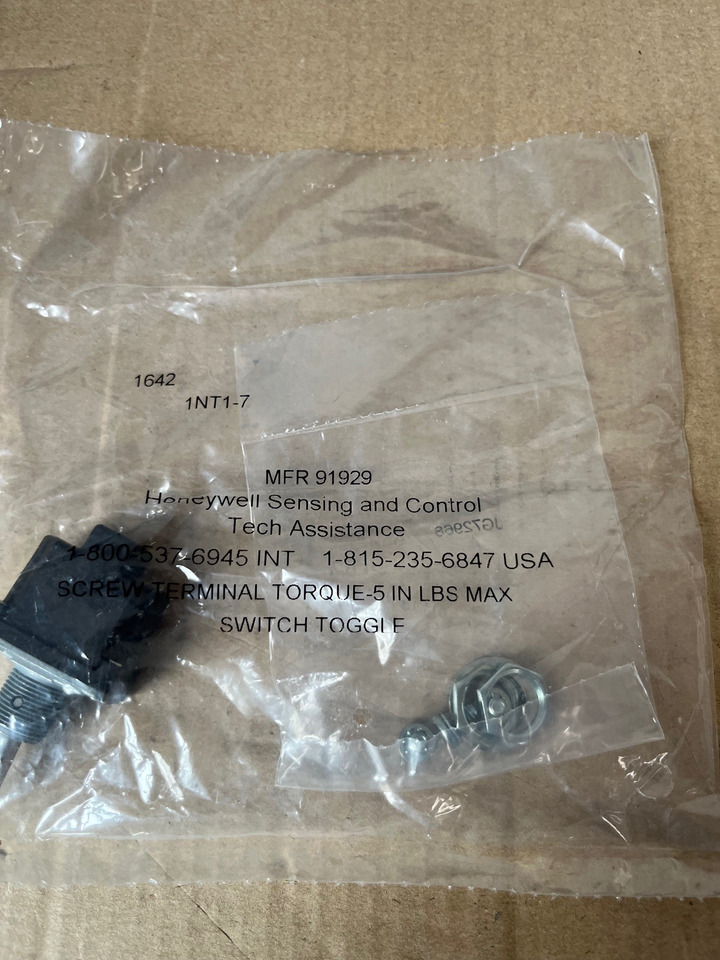 1642
1NT1-7
MFR 91929
Honeywell Sensing and Control
Tech Assistance
JG72968
1-800-537-6945 INT 1-815-235-6847 USA
SCREW TERMINAL TORQUE-5 IN LBS MAX
SWITCH TOGGLE